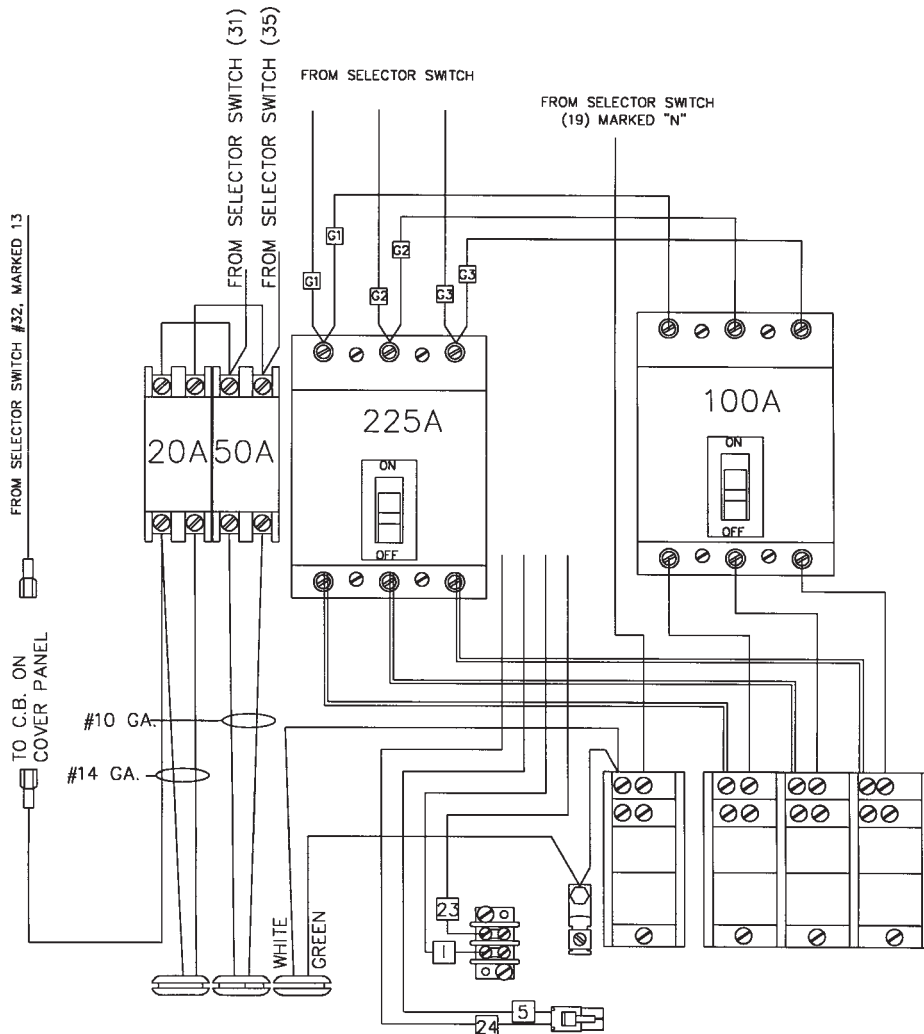 FROM SELECTOR SWITCH (31)
FROM SELECTOR SWITCH (35)
FROM SELECTOR SWITCH
FROM SELECTOR SWITCH
(19) MARKED "N"
FROM SELECTOR SWITCH #32, MARKED 13
G1
G2
G3
G1
G2
G3
20A
50A
225A
ON
OFF
100A
ON
OFF
TO C.B. ON
COVER PANEL
#10 GA.
#14 GA.
WHITE
GREEN
23
1
5
24